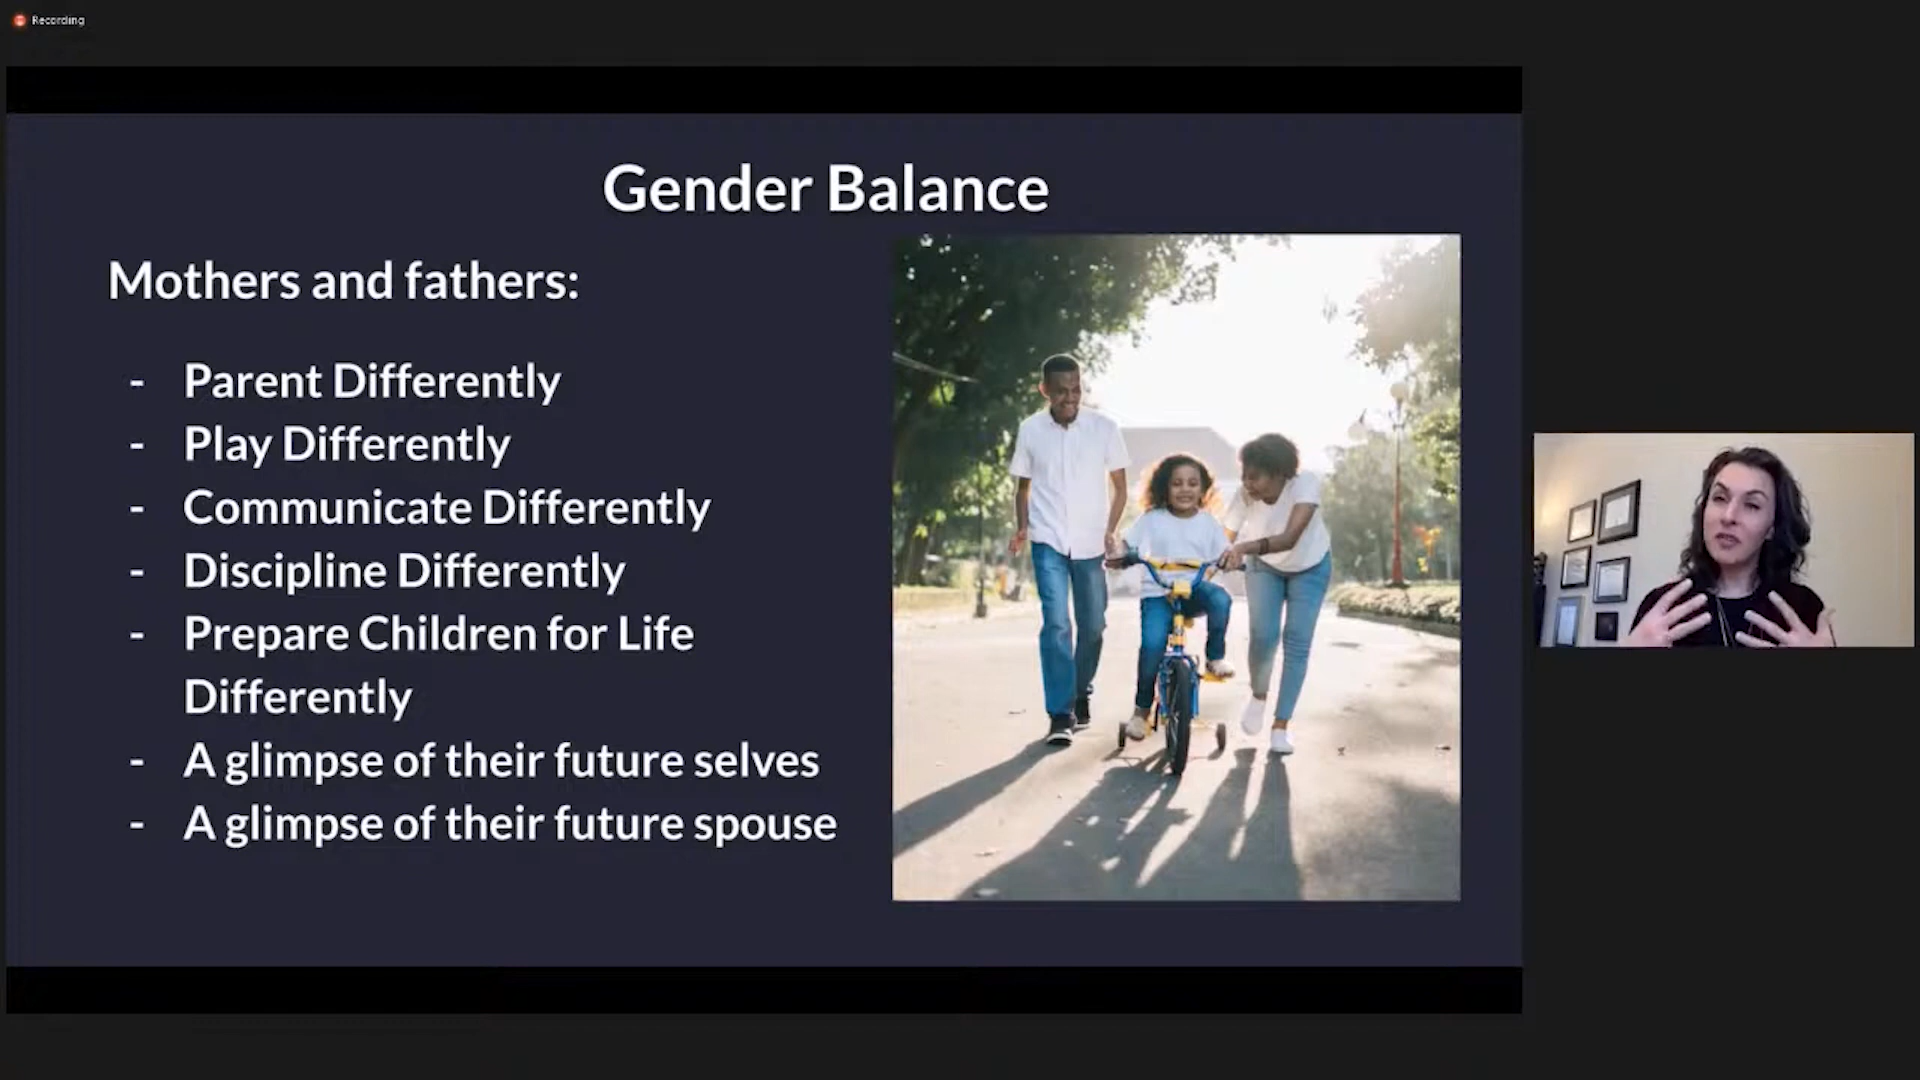 Recording
Gender Balance
Mothers and fathers:
- Parent Differently
- Play Differently
- Communicate Differently
- Discipline Differently
- Prepare Children for Life
Differently
- A glimpse of their future selves
- A glimpse of their future spouse